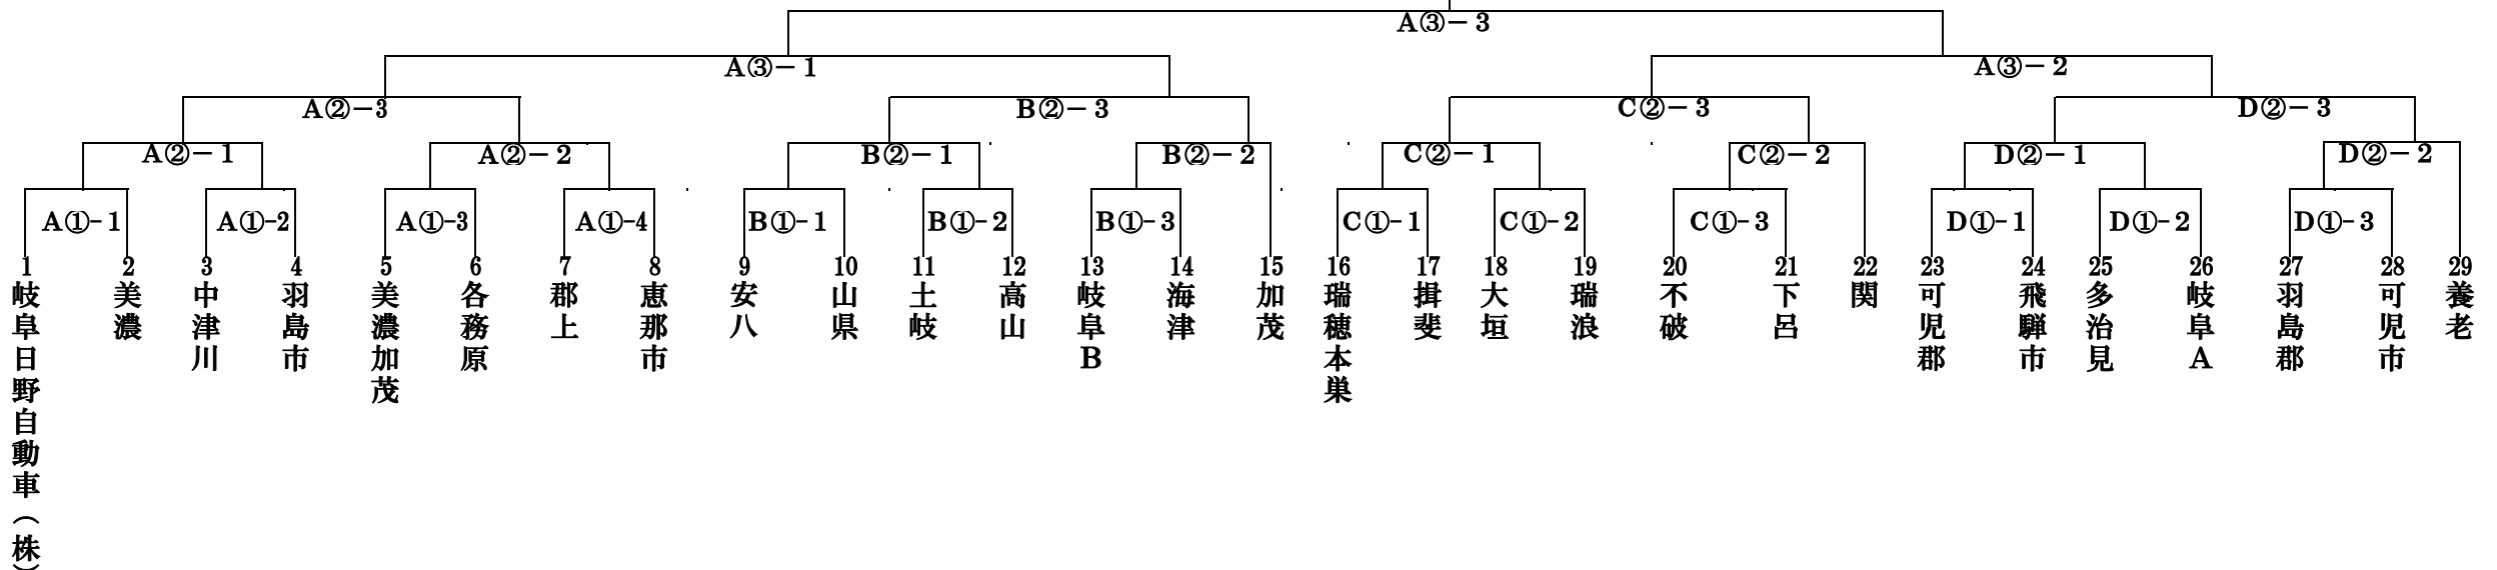 A③－3
A③－1
A③－2
A②－3
B②－3
C②－3
D②－3
A②－1
A②－2
B②－1
B②－2
C②－1
C②－2
D②－1
D②－2
A①-1
A①-2
A①-3
A①-4
B①-1
B①-2
B①-3
C①-1
C①-2
C①-3
D①-1
D①-2
D①-3
1
岐阜日野自動車（株）
2
美濃
3
中津川
4
羽島市
5
美濃加茂
6
各務原
7
郡上
8
恵那市
9
安八
10
山県
11
土岐
12
高山
13
岐阜B
14
海津
15
加茂
16
瑞穂本巣
17
揖斐
18
大垣
19
瑞浪
20
不破
21
下呂
22
関
23
可児郡
24
飛騨市
25
多治見
26
岐阜A
27
羽島郡
28
可児市
29
養老